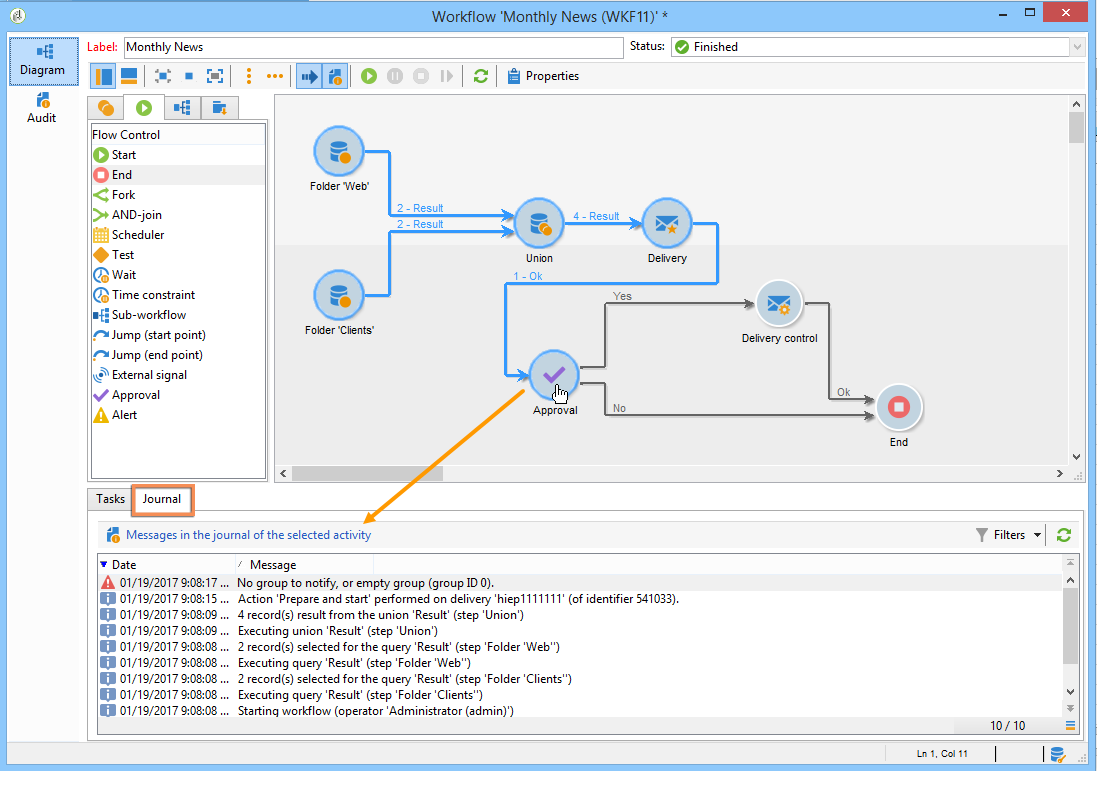 Workflow 'Monthly News (WKF11)' *
Diagram
Audit
Label: Monthly News
Status: Finished
Properties
Flow Control
Start
End
Fork
AND-join
Scheduler
Test
Wait
Time constraint
Sub-workflow
Jump (start point)
Jump (end point)
External signal
Approval
Alert
Folder 'Web'
2 - Result
2 - Result
4 - Result
Union
Delivery
1 - Ok
Folder 'Clients'
Yes
Delivery control
Approval
No
Ok
End
Tasks
Journal
Messages in the journal of the selected activity
Filters
Date Message
01/19/2017 9:08:17 ... No group to notify, or empty group (group ID 0).
01/19/2017 9:08:15 ... Action 'Prepare and start' performed on delivery 'hiep1111111' (of identifier 541033).
01/19/2017 9:08:09 ... 4 record(s) result from the union 'Result' (step 'Union')
01/19/2017 9:08:09 ... Executing union 'Result' (step 'Union')
01/19/2017 9:08:08 ... 2 record(s) selected for the query 'Result' (step 'Folder 'Web'')
01/19/2017 9:08:08 ... Executing query 'Result' (step 'Folder 'Web'')
01/19/2017 9:08:08 ... 2 record(s) selected for the query 'Result' (step 'Folder 'Clients'')
01/19/2017 9:08:08 ... Executing query 'Result' (step 'Folder 'Clients'')
01/19/2017 9:08:08 ... Starting workflow (operator 'Administrator (admin)')
10 / 10
Ln 1, Col 11